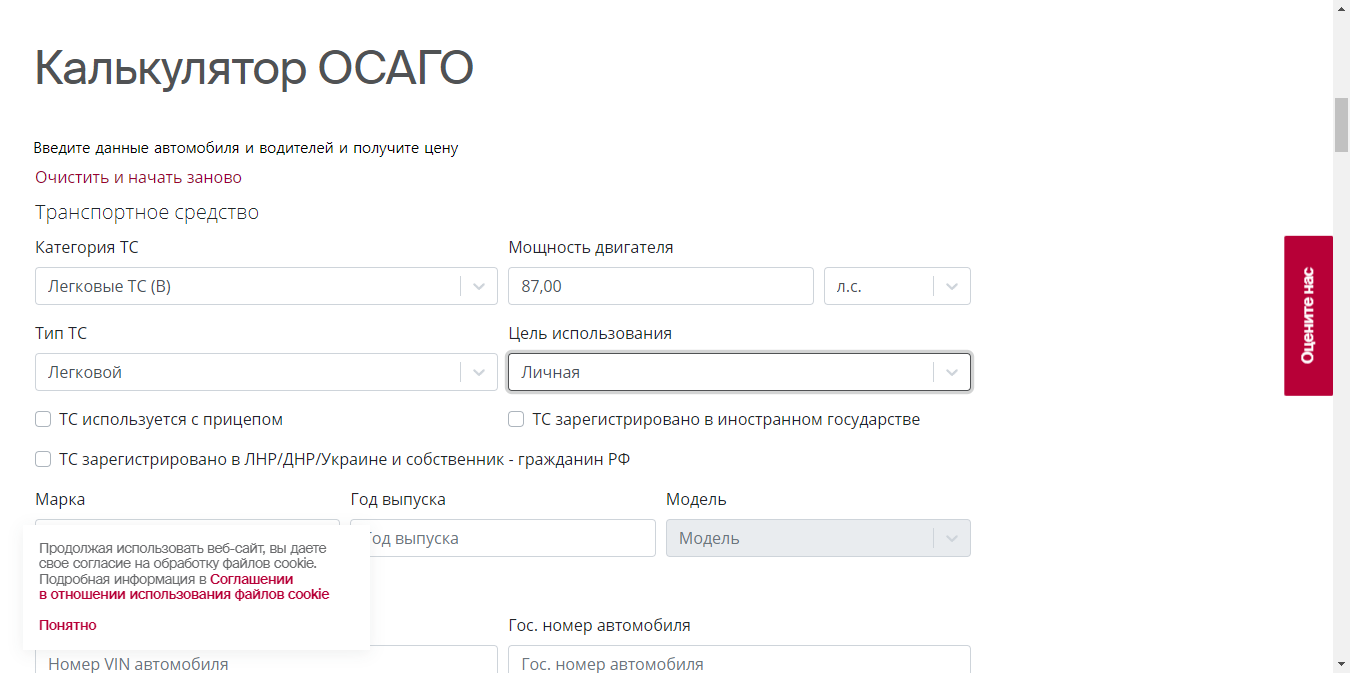 Калькулятор ОСАГО
Введите данные автомобиля и водителей и получите цену
Очистить и начать заново
Транспортное средство
Категория ТС
Мощность двигателя
Легковые ТС (B)
87,00
л.с.
Тип ТС
Цель использования
Легковой
Личная
ТС используется с прицепом
ТС зарегистрировано в иностранном государстве
ТС зарегистрировано в ЛНР/ДНР/Украине и собственник - гражданин РФ
Марка
Год выпуска
Модель
Год выпуска
Модель
Продолжая использовать веб-сайт, вы даете
свое согласие на обработку файлов cookie.
Подробная информация в Соглашении
в отношении использования файлов cookie
Понятно
Гос. номер автомобиля
Номер VIN автомобиля
Гос. номер автомобиля
Оцените нас